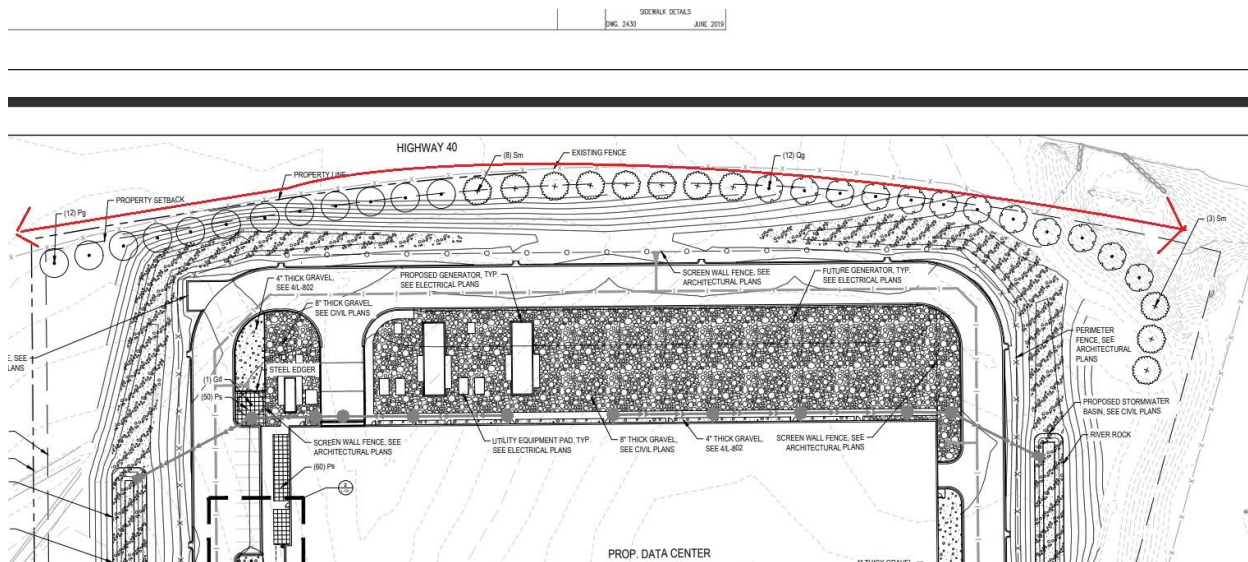 SIDEWALK DETAILS
DWG. 2430 JUNE 2019
HIGHWAY 40
(8) Sm
EXISTING FENCE
(12) Qg
PROPERTY LINE
PROPERTY SETBACK
(12) Pg
(3) Sm
4" THICK GRAVEL,
SEE 4/L-802
PROPOSED GENERATOR, TYP.
SEE ELECTRICAL PLANS
SCREEN WALL FENCE, SEE
ARCHITECTURAL PLANS
FUTURE GENERATOR, TYP.
SEE ELECTRICAL PLANS
8" THICK GRAVEL,
SEE CIVIL PLANS
PERIMETER
FENCE, SEE
ARCHITECTURAL
PLANS
E, SEE
LANS
STEEL EDGER
(1) Gd
(50) Ps
PROPOSED STORMWATER
BASIN, SEE CIVIL PLANS
RIVER ROCK
SCREEN WALL FENCE, SEE
ARCHITECTURAL PLANS
UTILITY EQUIPMENT PAD, TYP.
SEE ELECTRICAL PLANS
8" THICK GRAVEL,
SEE CIVIL PLANS
4" THICK GRAVEL,
SEE 4/L-802
SCREEN WALL FENCE, SEE
ARCHITECTURAL PLANS
(60) Ps
PROP. DATA CENTER
4" THICK GRAVEL